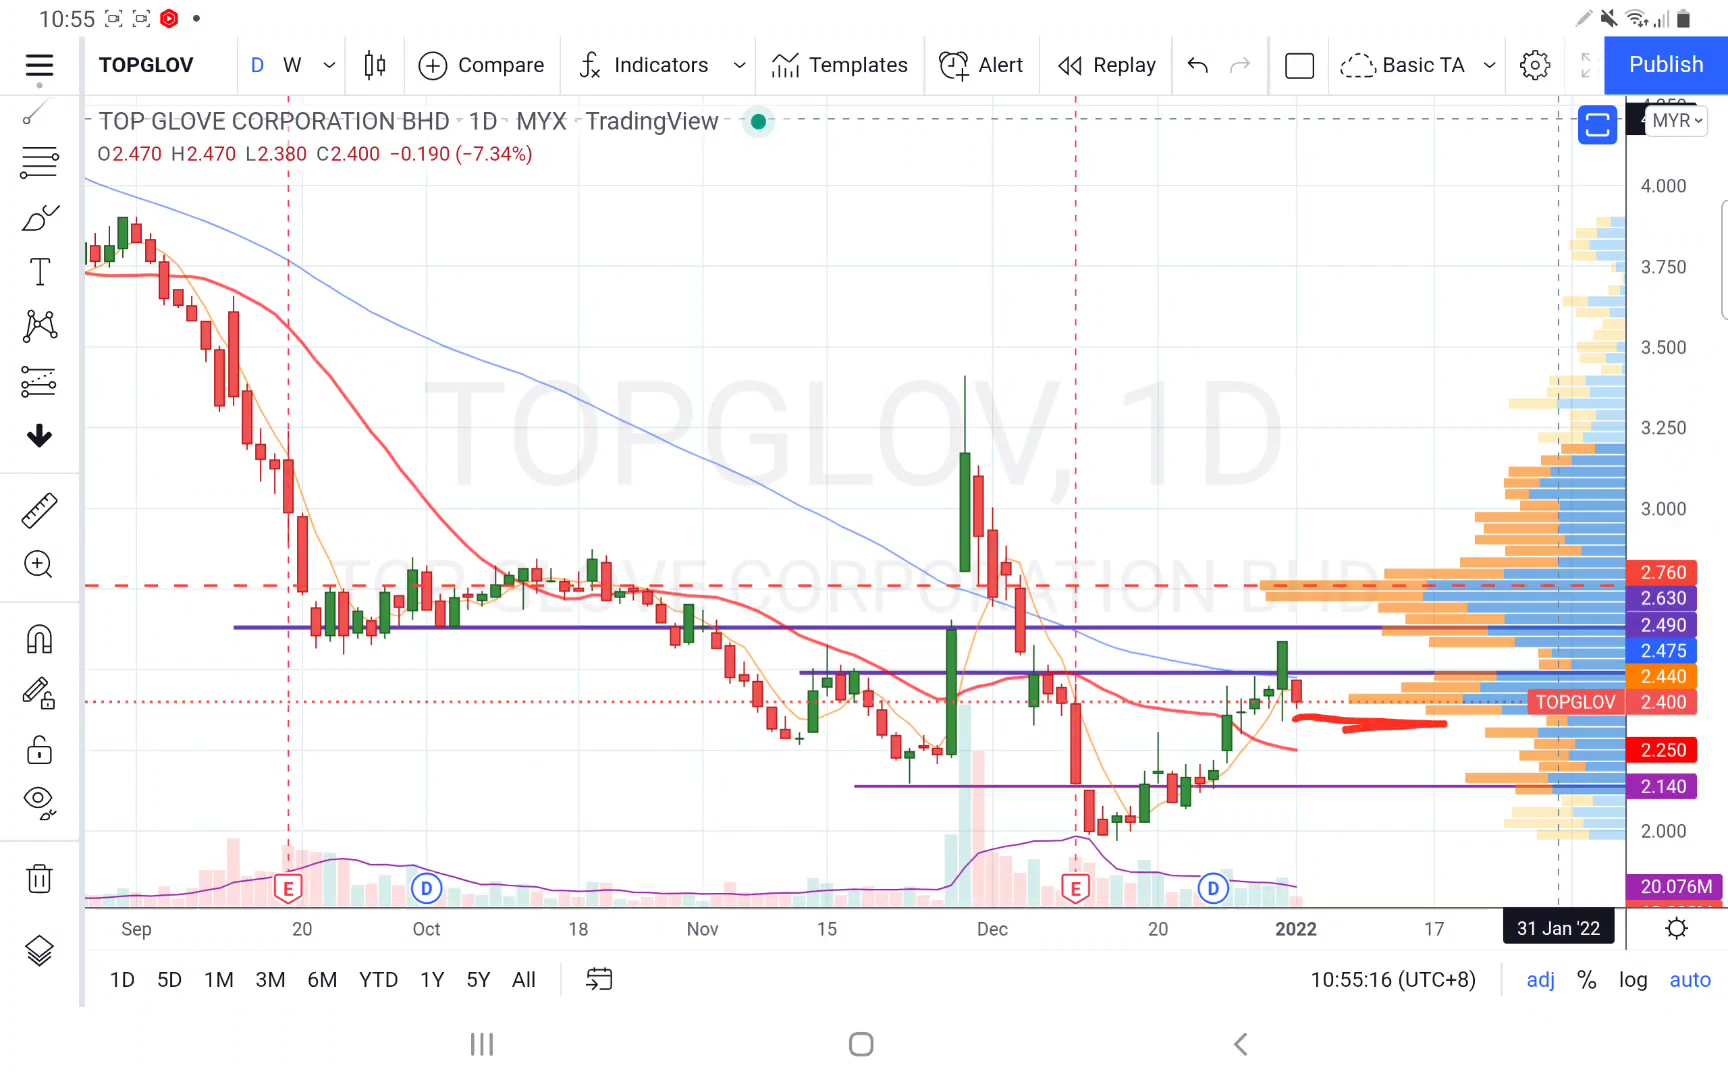 10:55
TOPGLOV D W Compare Indicators Templates Alert Replay Basic TA Publish
TOP GLOVE CORPORATION BHD · 1D · MYX · TradingView
MYR
O2.470 H2.470 L2.380 C2.400 −0.190 (−7.34%)
4.000
3.750
3.500
3.250
TOPGLOV, 1D
3.000
TOP GLOVE CORPORATION BHD
2.760
2.630
2.490
2.475
2.440
TOPGLOV 2.400
2.250
2.140
2.000
E D E D 20.076M
Sep 20 Oct 18 Nov 15 Dec 20 2022 17 31 Jan '22
1D 5D 1M 3M 6M YTD 1Y 5Y All 10:55:16 (UTC+8) adj % log auto